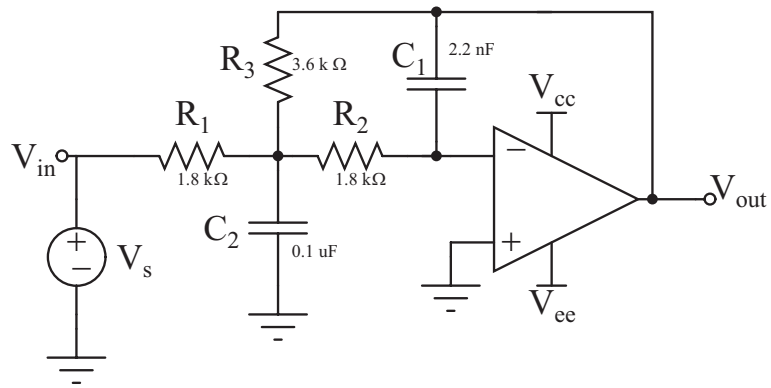 2.2 nF
C1
R3
3.6 k Ω
Vcc
R1
R2
Vin
−
1.8 kΩ
1.8 kΩ
Vout
C2
+
+
0.1 uF
−
Vs
Vee